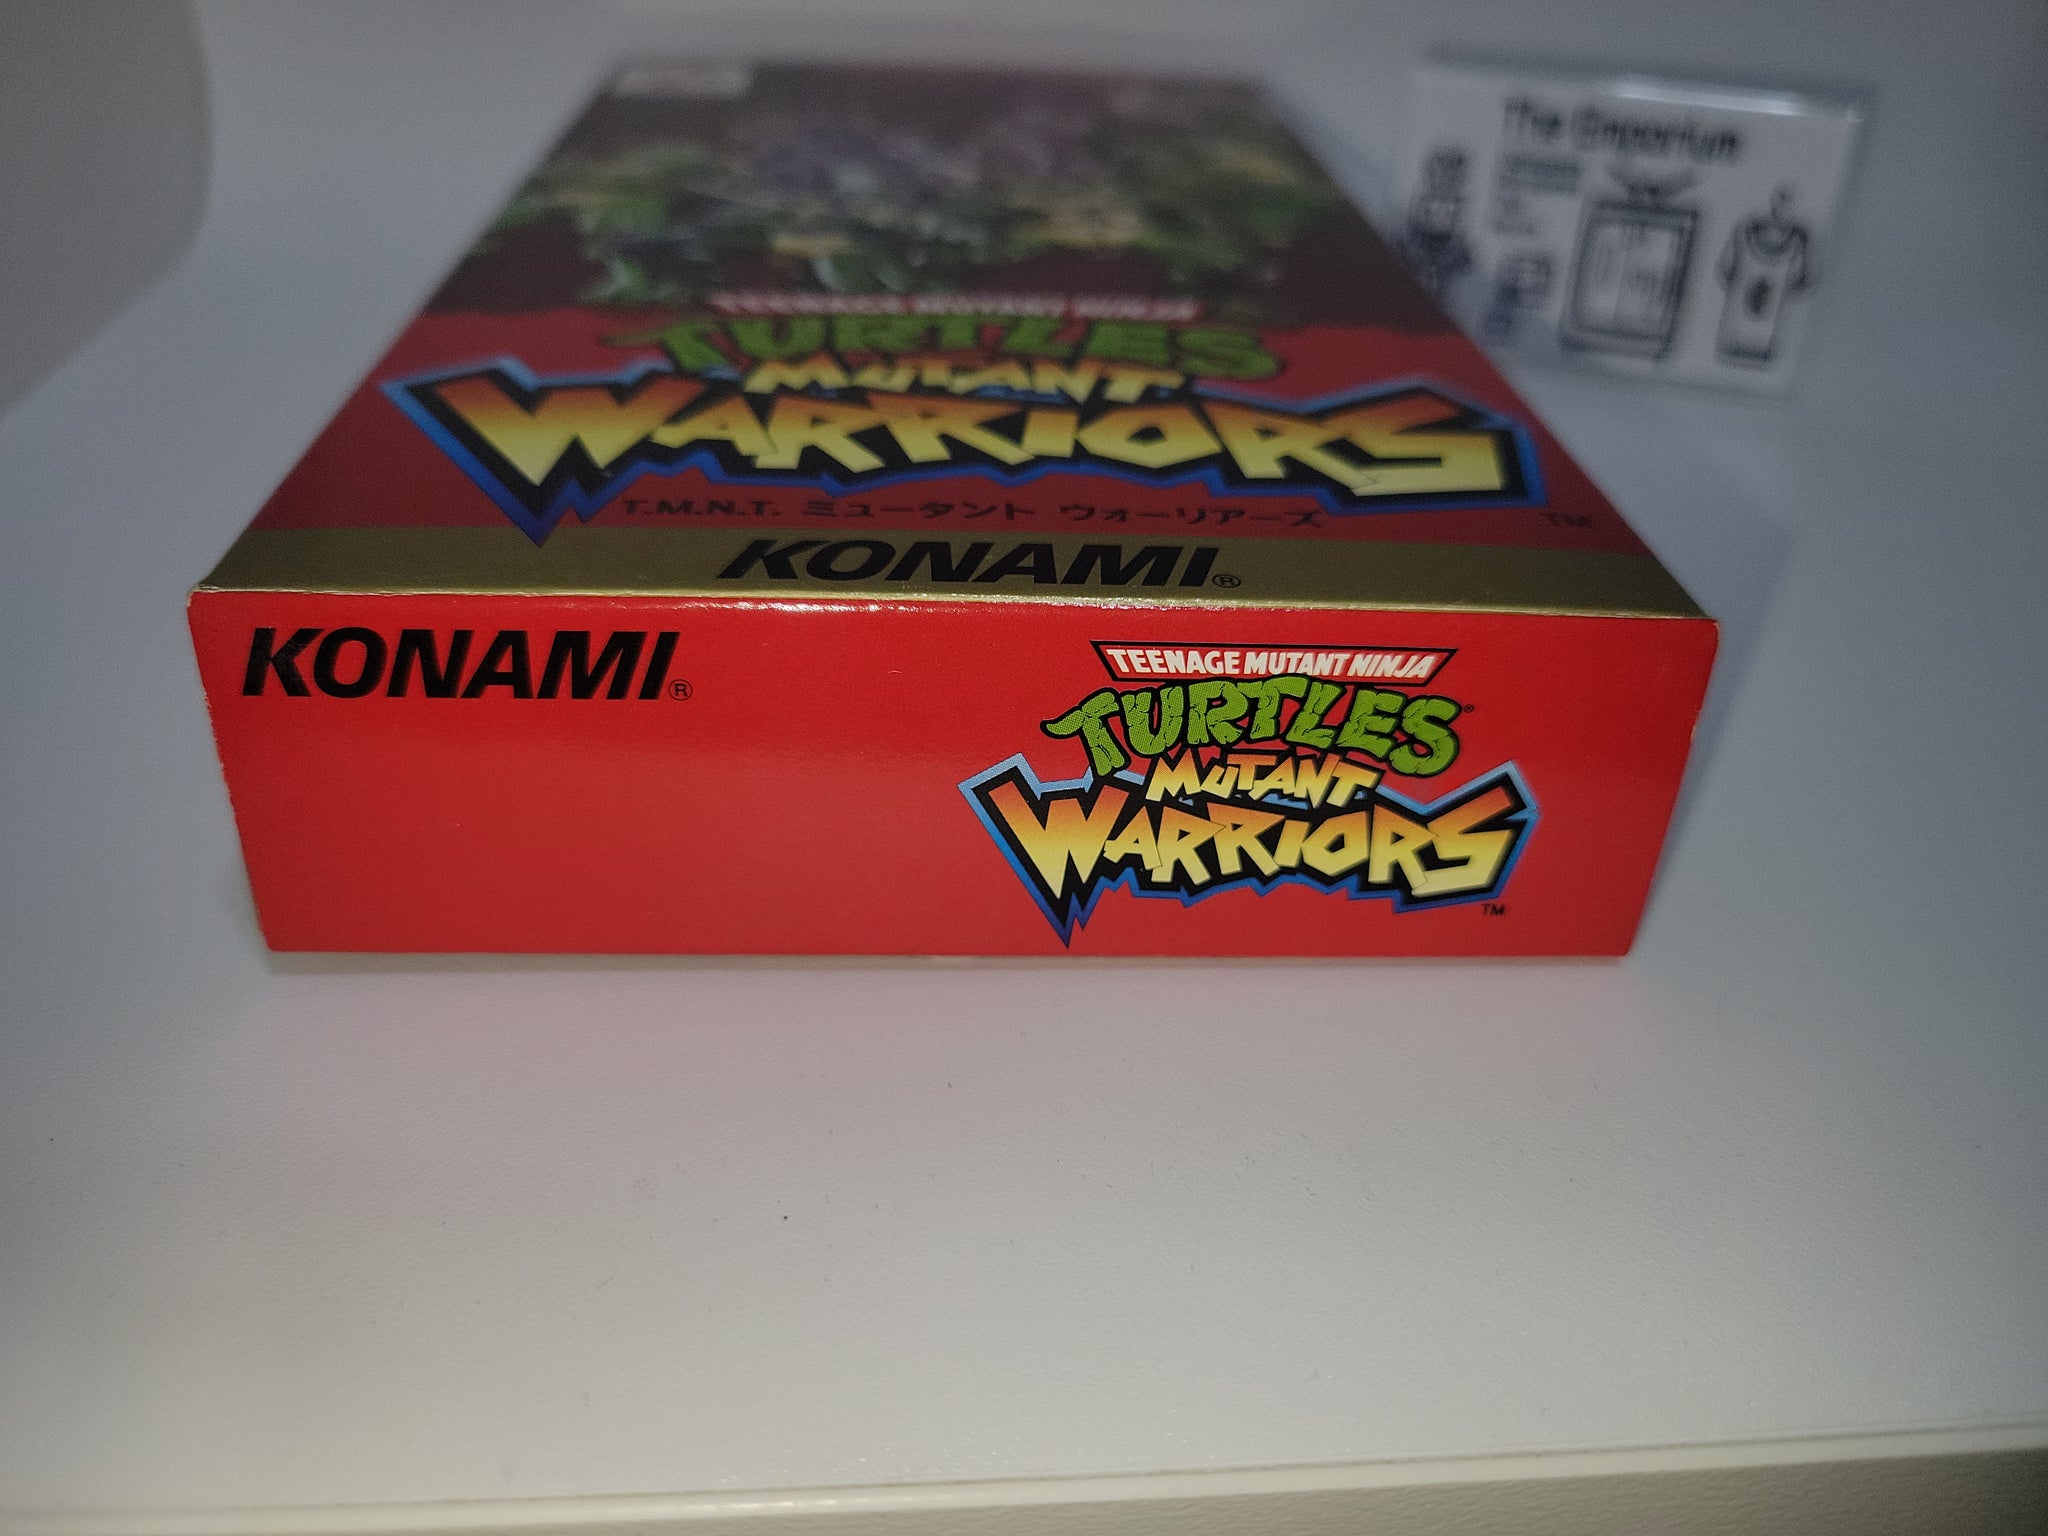 The Emporium
TEENAGE MUTANT NINJA
TURTLES
MUTANT
WARRIORS
TM
T.M.N.T. ミュータント ウォーリアーズ
KONAMI®
KONAMI®
TEENAGE MUTANT NINJA
TURTLES®
MUTANT
WARRIORS
TM